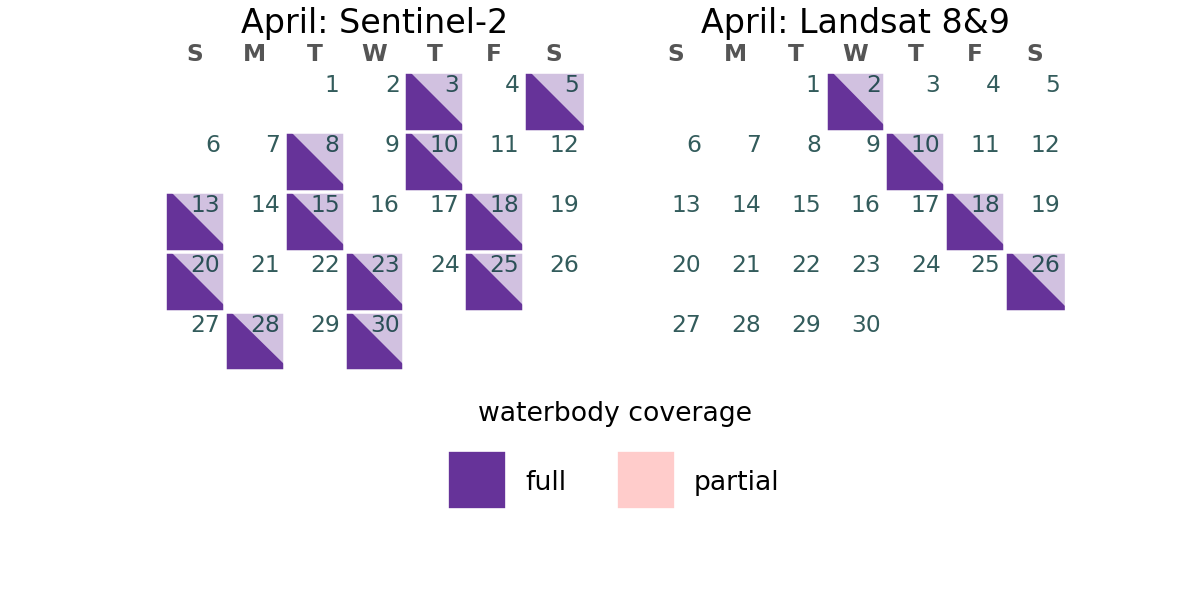 April: Sentinel-2
S M T W T F S
1 2 3 4 5
6 7 8 9 10 11 12
13 14 15 16 17 18 19
20 21 22 23 24 25 26
27 28 29 30
April: Landsat 8&9
S M T W T F S
1 2 3 4 5
6 7 8 9 10 11 12
13 14 15 16 17 18 19
20 21 22 23 24 25 26
27 28 29 30
waterbody coverage
full
partial